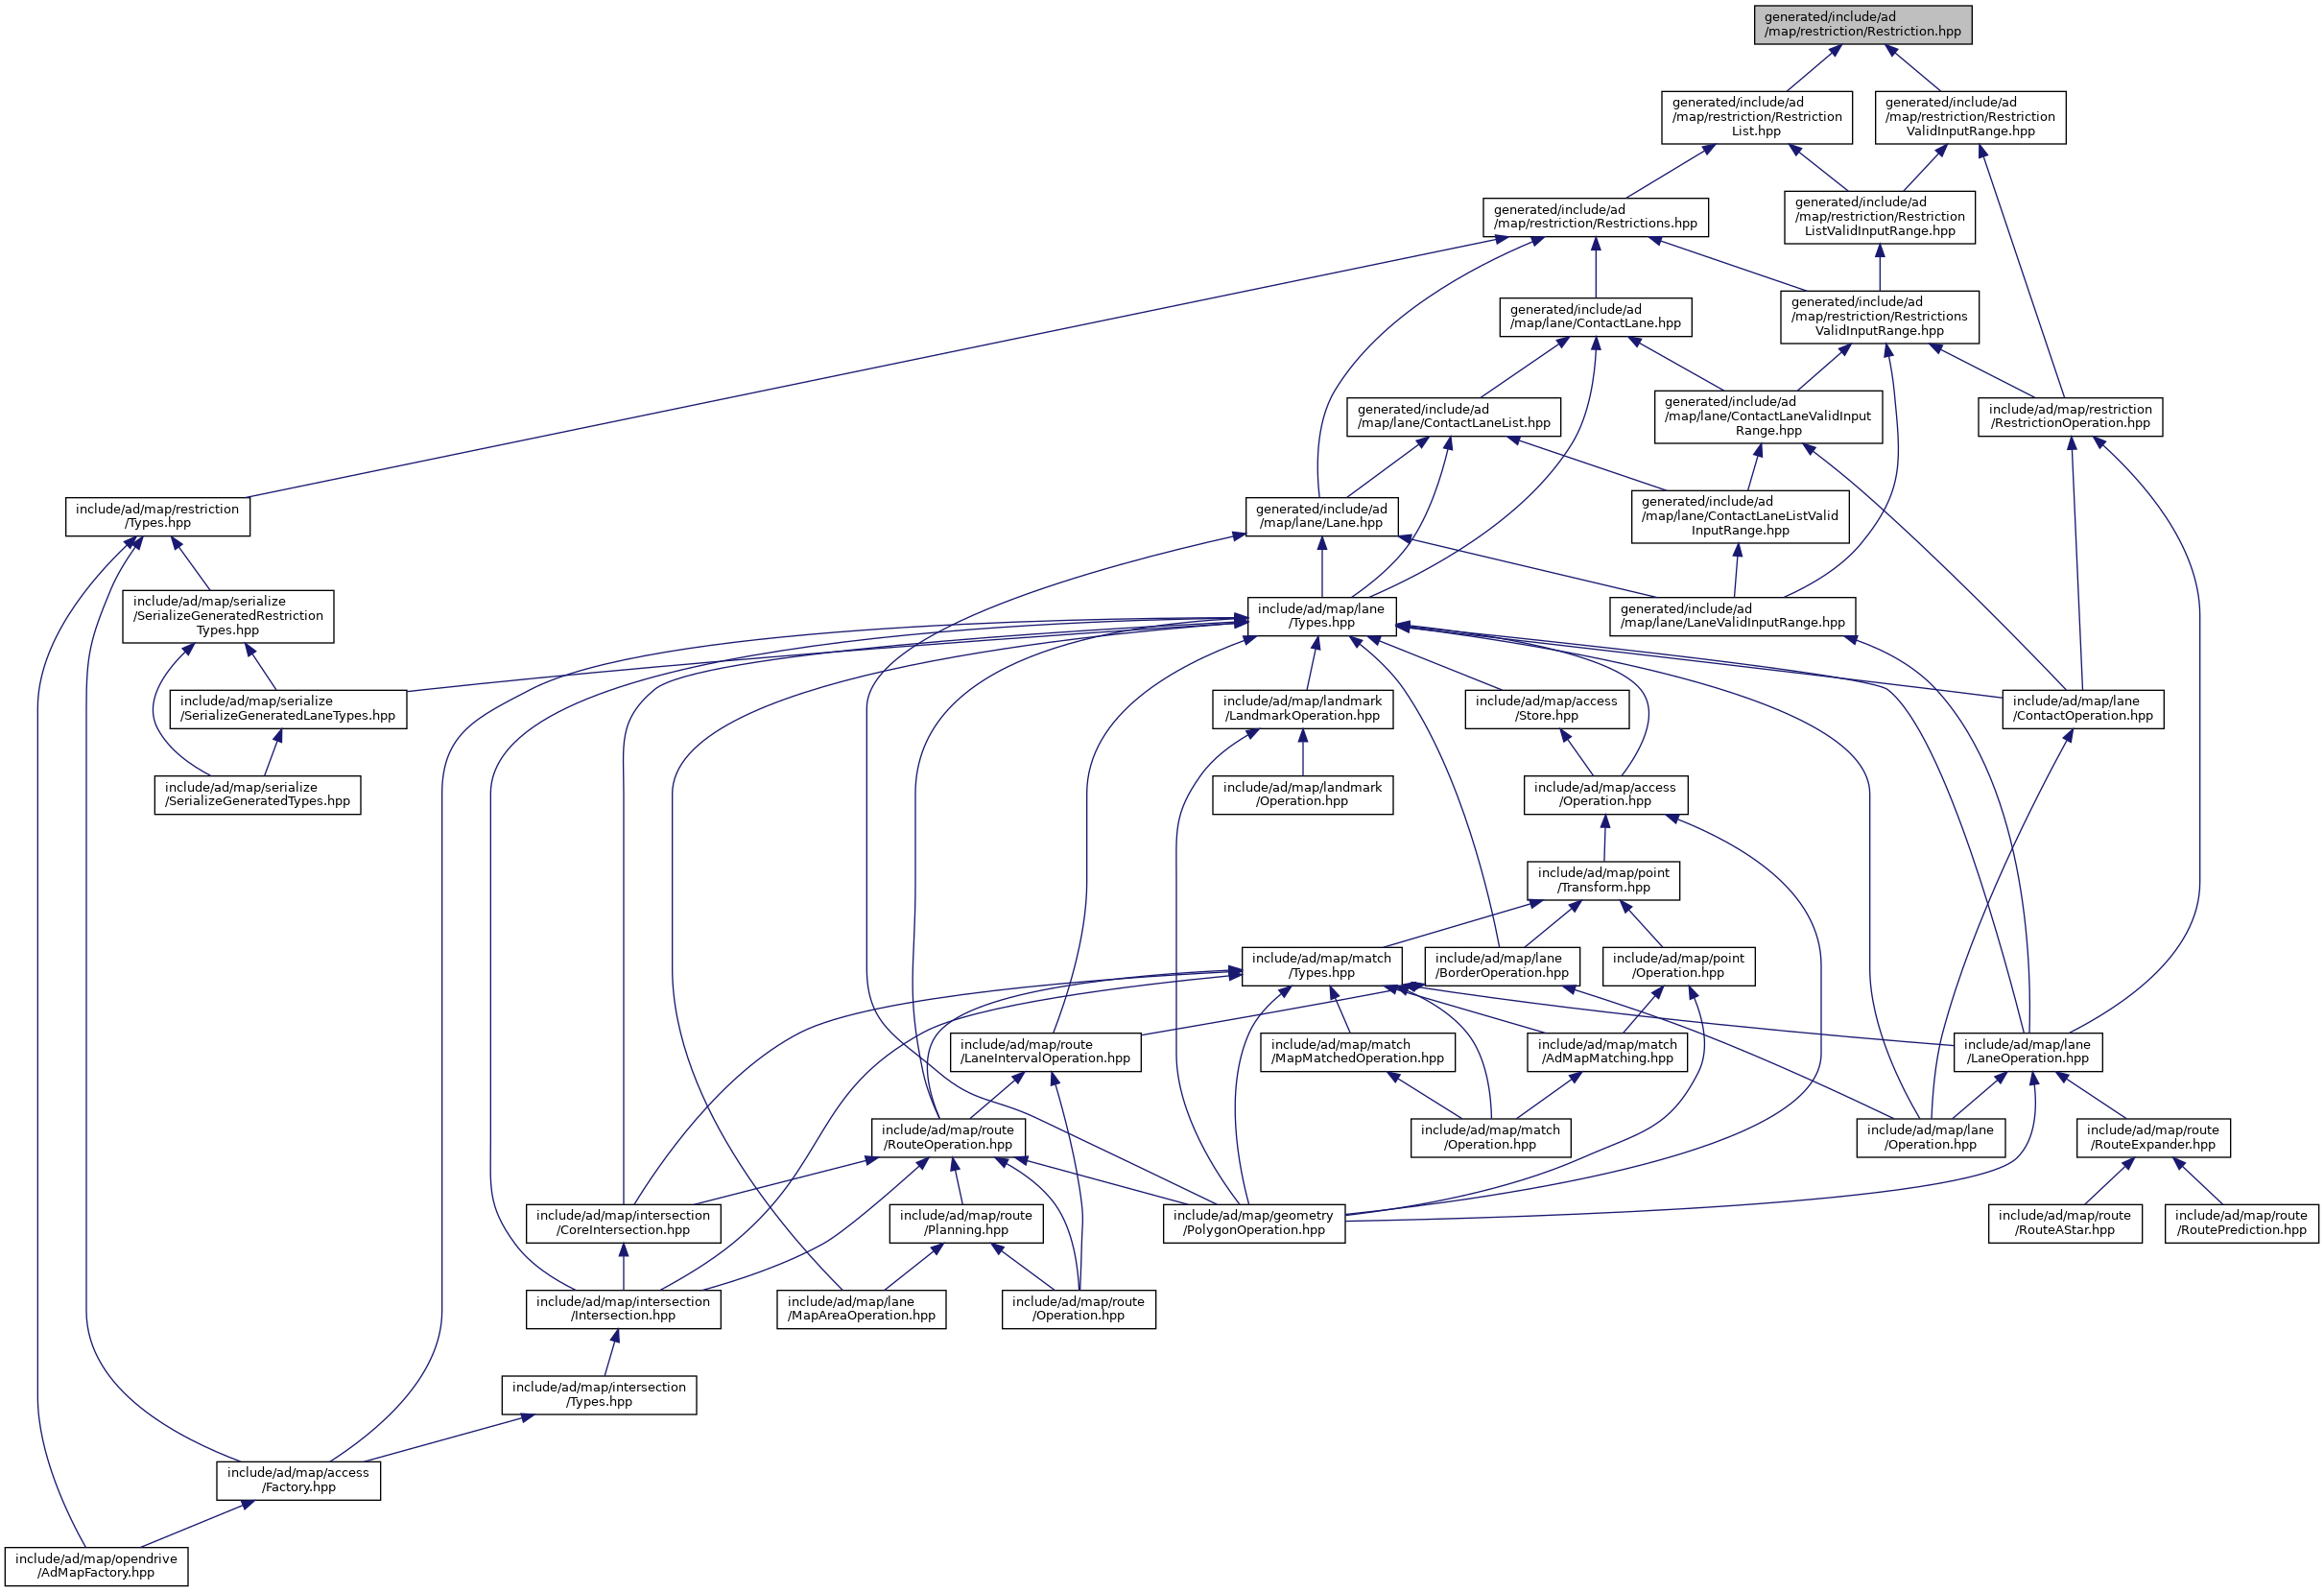 generated/include/ad
/map/restriction/Restriction.hpp
generated/include/ad
/map/restriction/Restriction
List.hpp
generated/include/ad
/map/restriction/Restriction
ValidInputRange.hpp
generated/include/ad
/map/restriction/Restrictions.hpp
generated/include/ad
/map/restriction/Restriction
ListValidInputRange.hpp
generated/include/ad
/map/lane/ContactLane.hpp
generated/include/ad
/map/restriction/Restrictions
ValidInputRange.hpp
generated/include/ad
/map/lane/ContactLaneList.hpp
generated/include/ad
/map/lane/ContactLaneValidInput
Range.hpp
include/ad/map/restriction
/RestrictionOperation.hpp
include/ad/map/restriction
/Types.hpp
generated/include/ad
/map/lane/Lane.hpp
generated/include/ad
/map/lane/ContactLaneListValid
InputRange.hpp
include/ad/map/serialize
/SerializeGeneratedRestriction
Types.hpp
include/ad/map/lane
/Types.hpp
generated/include/ad
/map/lane/LaneValidInputRange.hpp
include/ad/map/serialize
/SerializeGeneratedLaneTypes.hpp
include/ad/map/landmark
/LandmarkOperation.hpp
include/ad/map/access
/Store.hpp
include/ad/map/lane
/ContactOperation.hpp
include/ad/map/serialize
/SerializeGeneratedTypes.hpp
include/ad/map/landmark
/Operation.hpp
include/ad/map/access
/Operation.hpp
include/ad/map/point
/Transform.hpp
include/ad/map/match
/Types.hpp
include/ad/map/lane
/BorderOperation.hpp
include/ad/map/point
/Operation.hpp
include/ad/map/route
/LaneIntervalOperation.hpp
include/ad/map/match
/MapMatchedOperation.hpp
include/ad/map/match
/AdMapMatching.hpp
include/ad/map/lane
/LaneOperation.hpp
include/ad/map/route
/RouteOperation.hpp
include/ad/map/match
/Operation.hpp
include/ad/map/lane
/Operation.hpp
include/ad/map/route
/RouteExpander.hpp
include/ad/map/intersection
/CoreIntersection.hpp
include/ad/map/route
/Planning.hpp
include/ad/map/geometry
/PolygonOperation.hpp
include/ad/map/route
/RouteAStar.hpp
include/ad/map/route
/RoutePrediction.hpp
include/ad/map/intersection
/Intersection.hpp
include/ad/map/lane
/MapAreaOperation.hpp
include/ad/map/route
/Operation.hpp
include/ad/map/intersection
/Types.hpp
include/ad/map/access
/Factory.hpp
include/ad/map/opendrive
/AdMapFactory.hpp